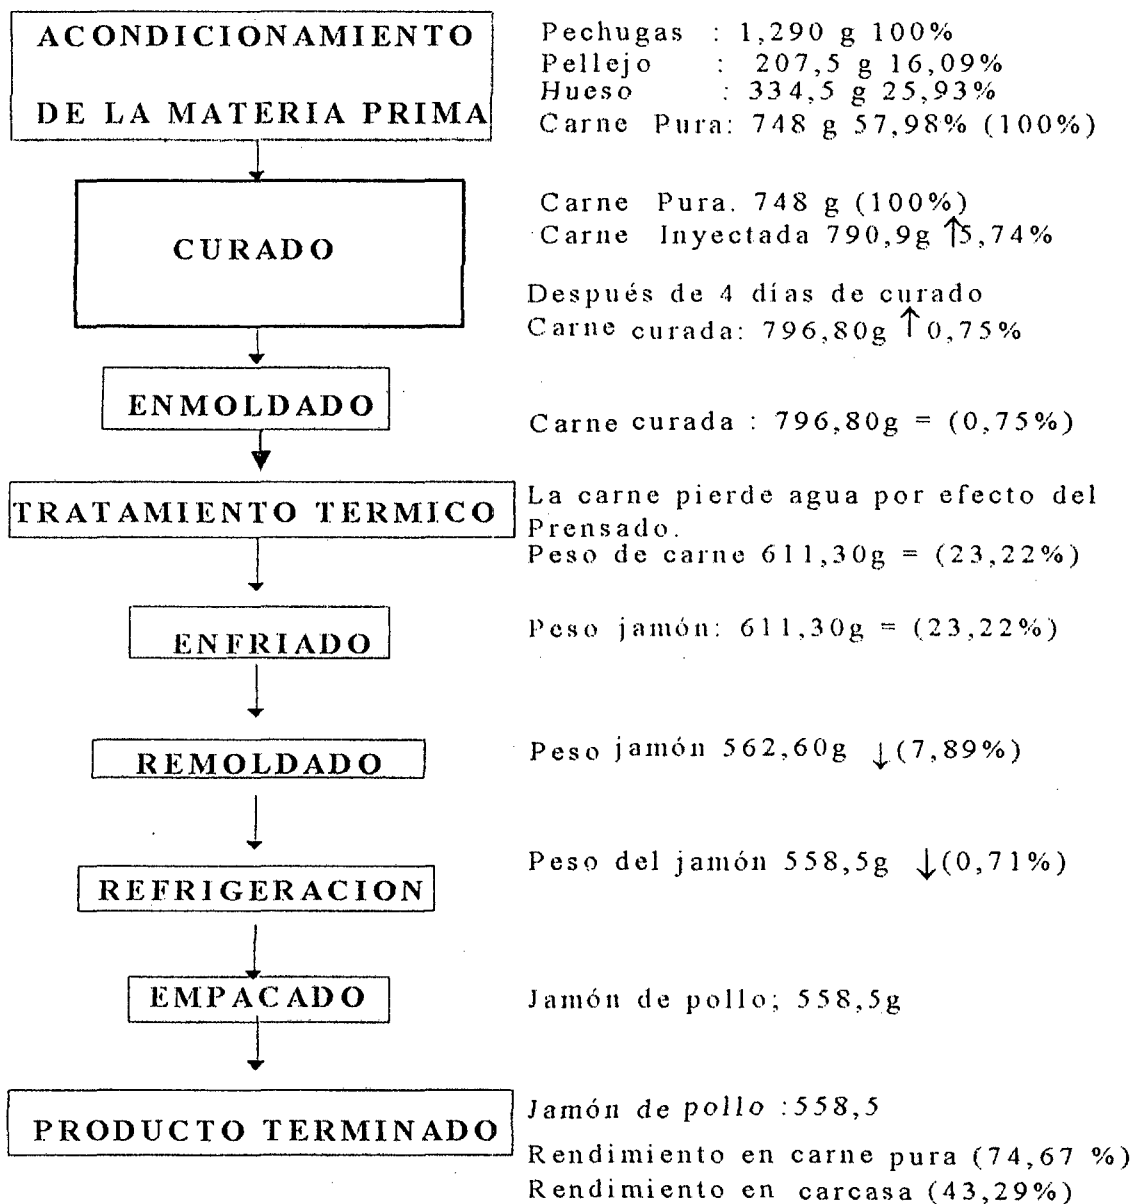 ACONDICIONAMIENTO
DE LA MATERIA PRIMA
Pechugas : 1,290 g 100%
Pellejo : 207,5 g 16,09%
Hueso : 334,5 g 25,93%
Carne Pura: 748 g 57,98% (100%)
CURADO
Carne Pura. 748 g (100%)
Carne Inyectada 790,9g ↑5,74%
Después de 4 días de curado
Carne curada: 796,80g ↑ 0,75%
ENMOLDADO
Carne curada : 796,80g = (0,75%)
TRATAMIENTO TERMICO
La carne pierde agua por efecto del
Prensado.
Peso de carne 611,30g = (23,22%)
ENFRIADO
Peso jamón: 611,30g = (23,22%)
REMOLDADO
Peso jamón 562,60g ↓(7,89%)
REFRIGERACION
Peso del jamón 558,5g ↓(0,71%)
EMPACADO
Jamón de pollo; 558,5g
PRODUCTO TERMINADO
Jamón de pollo :558,5
Rendimiento en carne pura (74,67 %)
Rendimiento en carcasa (43,29%)